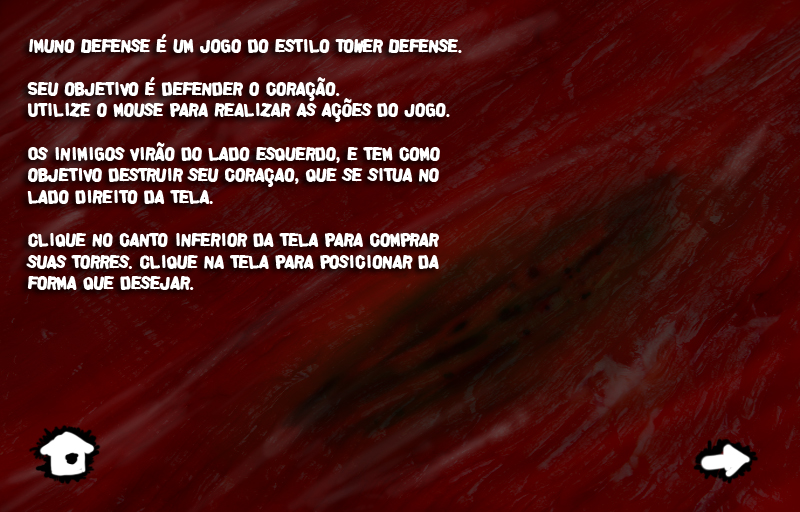 IMUNO DEFENSE É UM JOGO DO ESTILO TOWER DEFENSE.
SEU OBJETIVO É DEFENDER O CORAÇÃO.
UTILIZE O MOUSE PARA REALIZAR AS AÇÕES DO JOGO.
OS INIMIGOS VIRÃO DO LADO ESQUERDO, E TEM COMO
OBJETIVO DESTRUIR SEU CORAÇAO, QUE SE SITUA NO
LADO DIREITO DA TELA.
CLIQUE NO CANTO INFERIOR DA TELA PARA COMPRAR
SUAS TORRES. CLIQUE NA TELA PARA POSICIONAR DA
FORMA QUE DESEJAR.